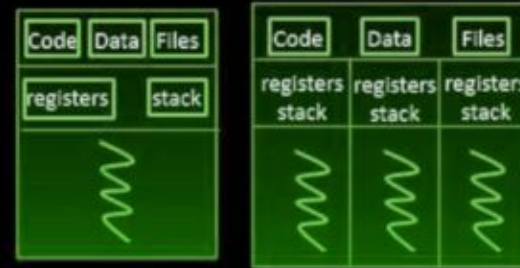 Code Data Files
registers stack
Code Data Files
registers registers registers
stack stack stack